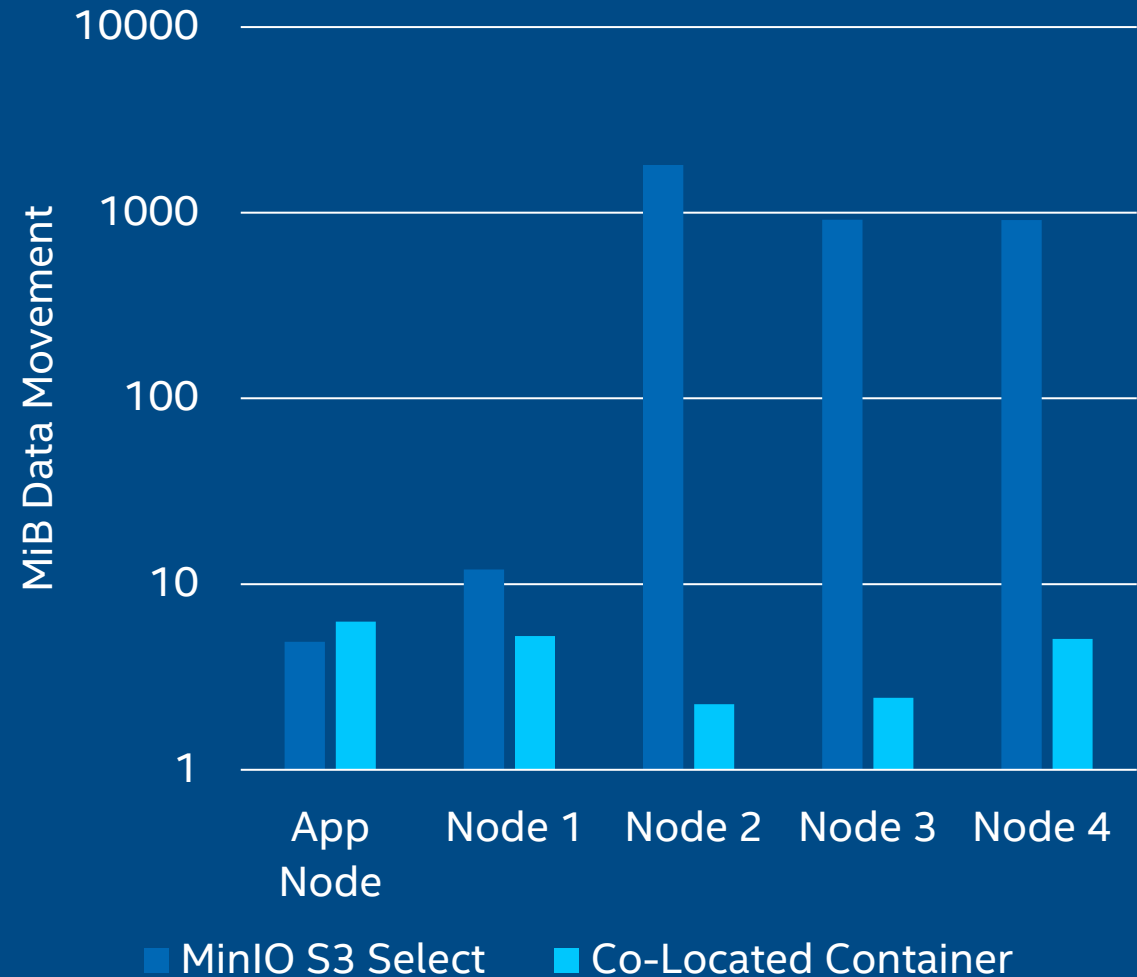 10000
1000
100
10
1
MiB Data Movement
App
Node
Node 1
Node 2
Node 3
Node 4
MinIO S3 Select
Co-Located Container